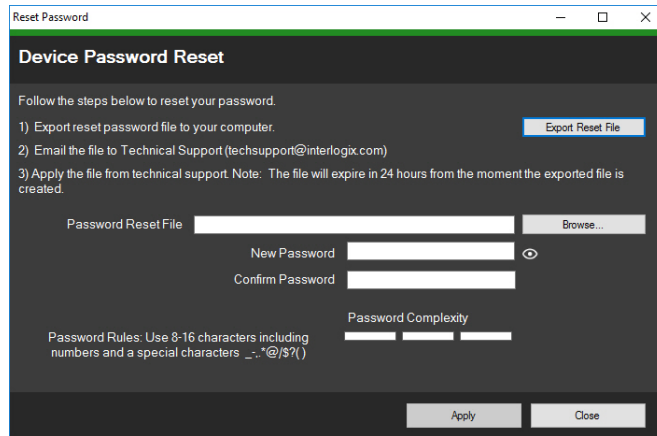 Reset Password
Device Password Reset
Follow the steps below to reset your password.
1) Export reset password file to your computer.
Export Reset File
2) Email the file to Technical Support (techsupport@interlogix.com)
3) Apply the file from technical support. Note: The file will expire in 24 hours from the moment the exported file is
created.
Password Reset File
Browse...
New Password
Confirm Password
Password Complexity
Password Rules: Use 8-16 characters including
numbers and a special characters _-,.*@/$?( )
Apply
Close